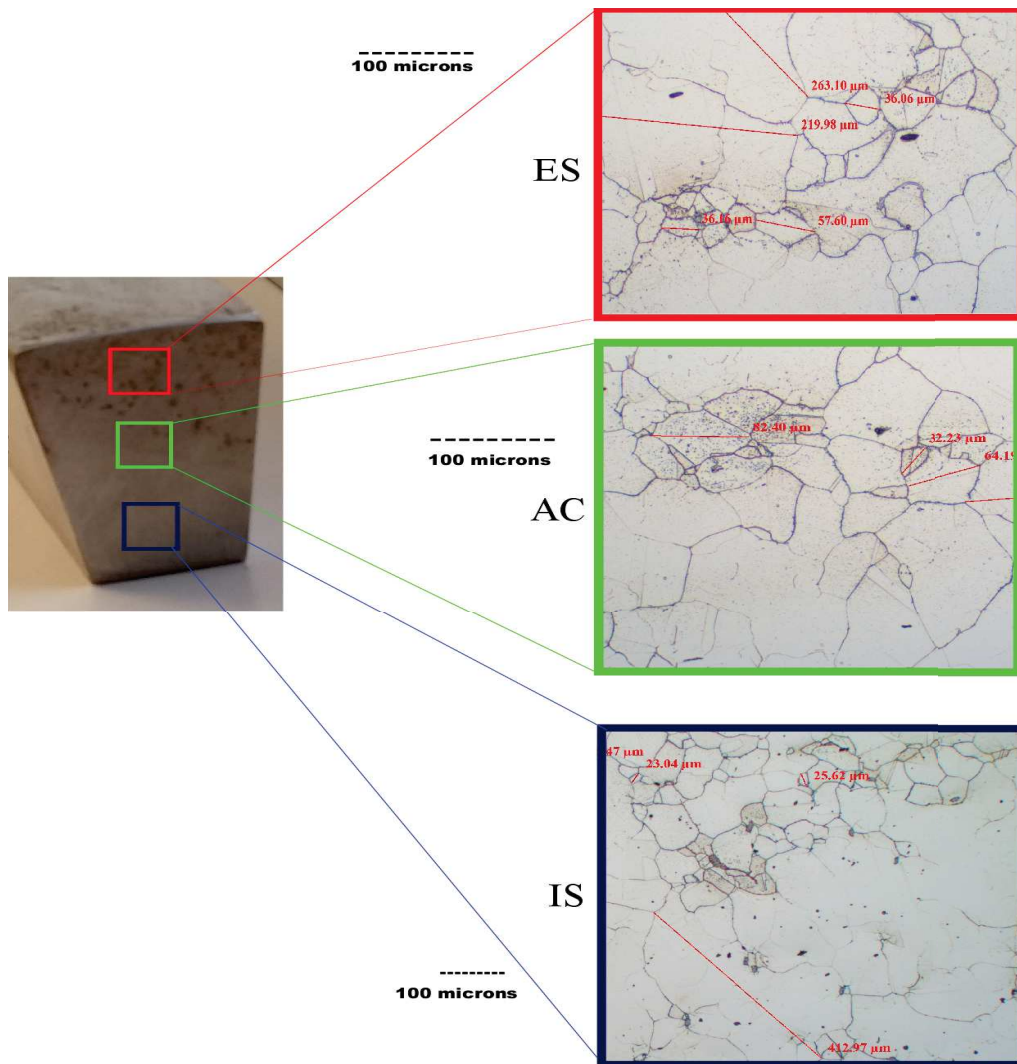 100 microns
263.10 µm
36.06 µm
219.98 µm
ES
36.16 µm
57.60 µm
82.40 µm
32.23 µm
100 microns
64.19
AC
47 µm
23.04 µm
25.62 µm
IS
100 microns
412.97 µm